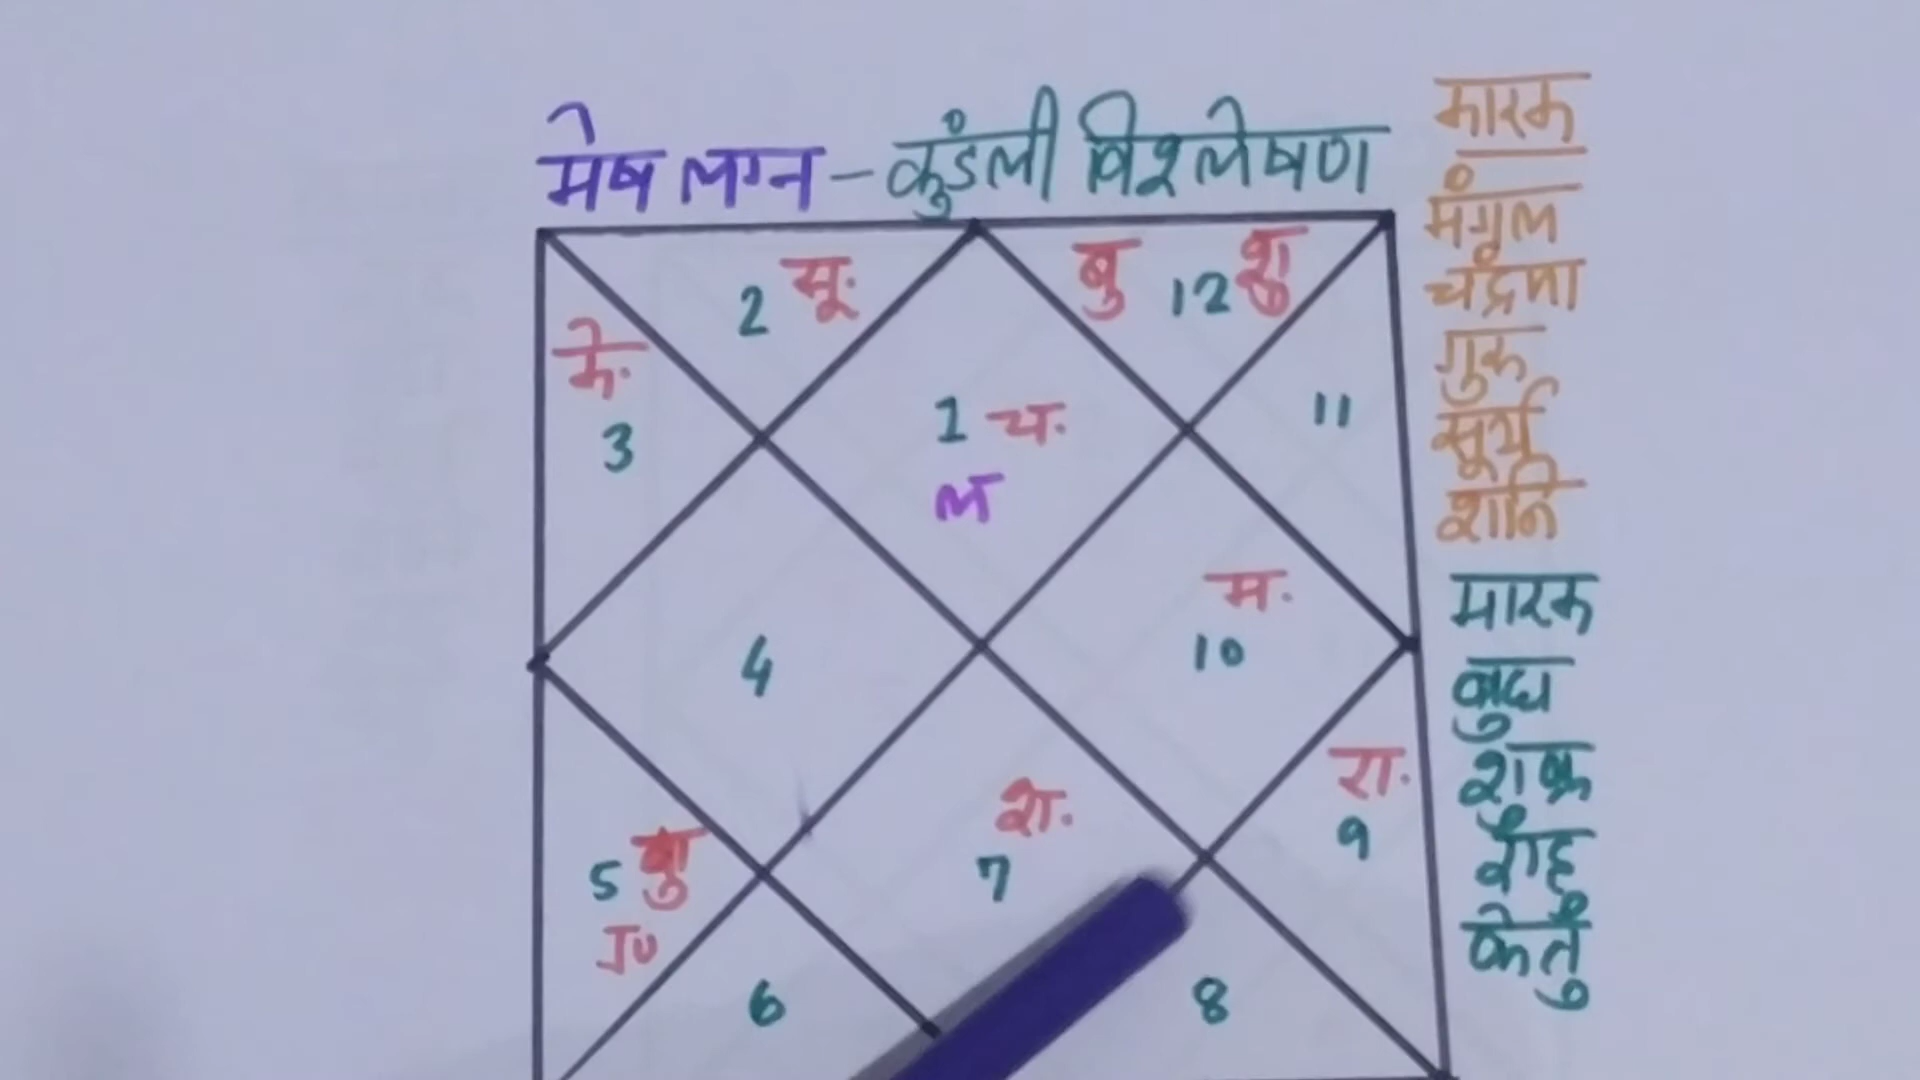 मेष लग्न - कुंडली विश्लेषण
2 सू.
बु 12 शु
के.
3
1 च.
ल
11
4
म.
10
श.
7
रा.
9
5
JU
6
8
कारक
मंगल
चंद्रमा
गुरू
सूर्य
शनि
मारक
बुध
शुक्र
राहु
केतु